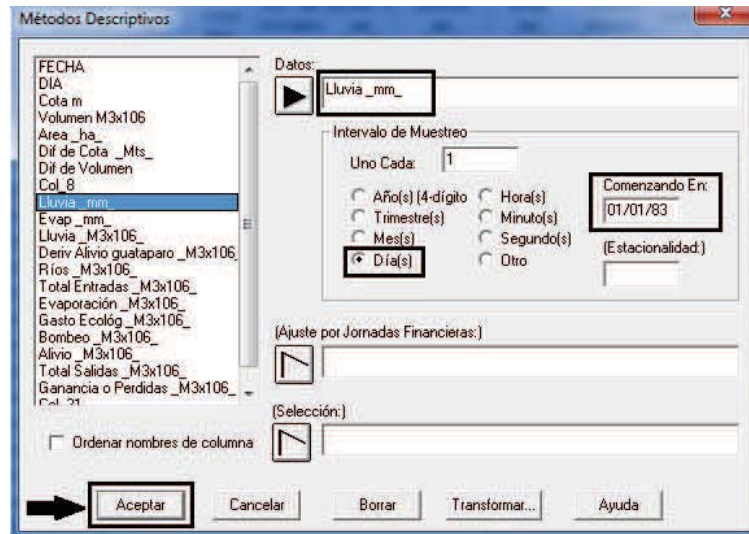 Métodos Descriptivos
FECHA
DIA
Cota m
Volumen M3x106
Area _ha_
Dif de Cota _Mts_
Dif de Volumen
Col_8
Lluvia _mm_
Evap _mm_
Lluvia _M3x106_
Deriv Alivio guataparo _M3x106_
Ríos _M3x106_
Total Entradas _M3x106_
Evaporación _M3x106_
Gasto Ecológ _M3x106_
Bombeo _M3x106_
Alivio _M3x106_
Total Salidas _M3x106_
Ganancia o Perdidas _M3x106_
Col_21
Ordenar nombres de columna
Datos:
Lluvia _mm_
Intervalo de Muestreo
Uno Cada: 1
Año(s) (4-dígito
Trimestre(s)
Mes(s)
Día(s)
Hora(s)
Minuto(s)
Segundo(s)
Otro
Comenzando En:
01/01/83
(Estacionalidad:)
(Ajuste por Jornadas Financieras:)
(Selección:)
Aceptar Cancelar Borrar Transformar... Ayuda